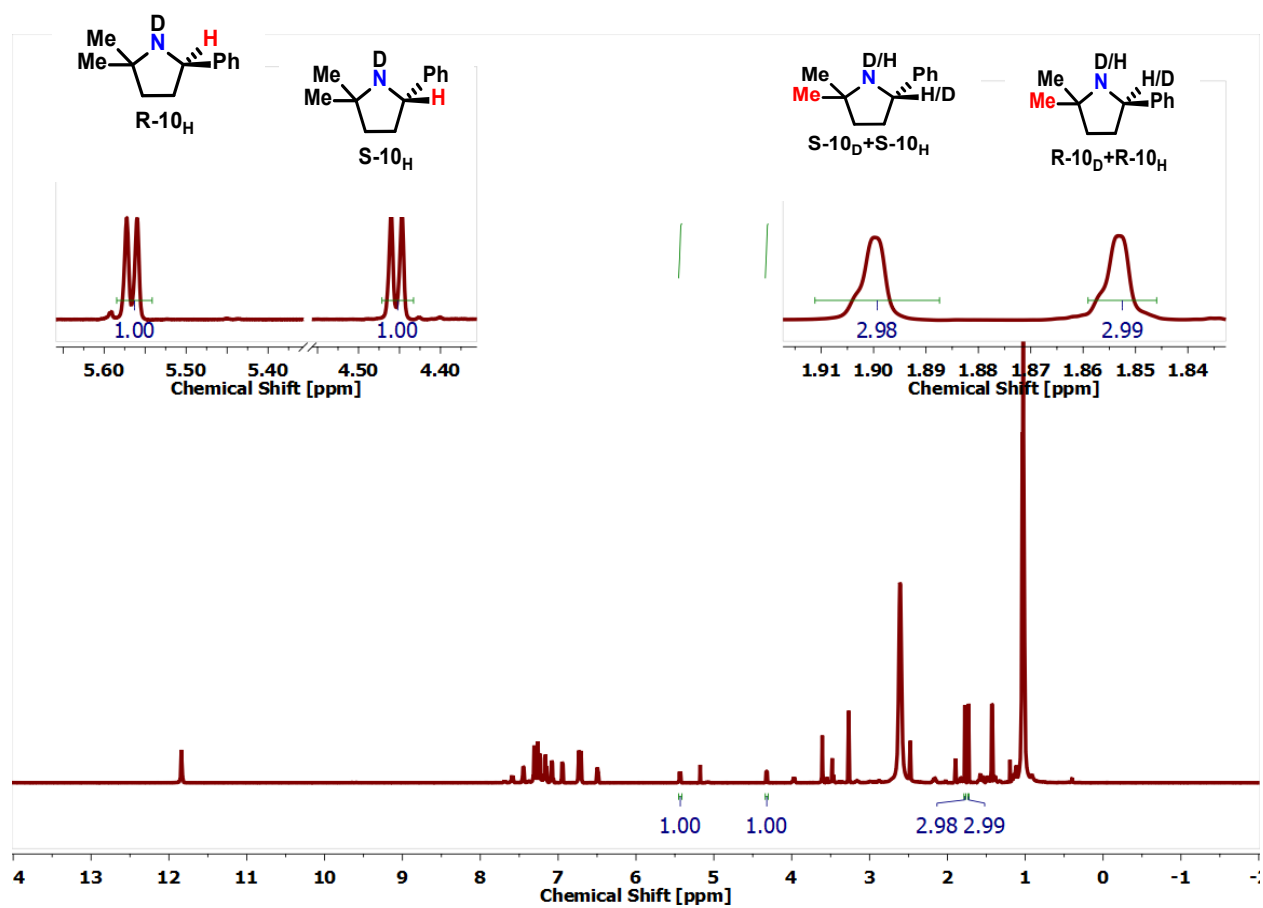 D
N
H
Me
Me
Ph
R-10H
D
N
Ph
Me
Me
H
S-10H
D/H
N
Ph
Me
Me
H/D
S-10D+S-10H
D/H
N
H/D
Me
Me
Ph
R-10D+R-10H
1.00
1.00
5.60 5.50 5.40 4.50 4.40
Chemical Shift [ppm]
2.98
2.99
1.91 1.90 1.89 1.88 1.87 1.86 1.85 1.84
Chemical Shift [ppm]
1.00 1.00 2.98 2.99
4 13 12 11 10 9 8 7 6 5 4 3 2 1 0 -1 -2
Chemical Shift [ppm]